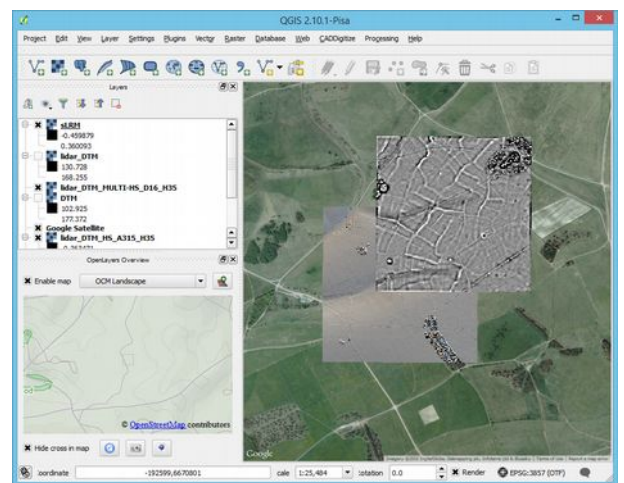 QGIS 2.10.1-Pisa
Project Edit View Layer Settings Plugins Vector Raster Database Web CADDigitize Processing Help
Layers
sLRM
-0.459879
0.360093
lidar_DTM
130.728
168.255
lidar_DTM_MULTI-HS_D16_H35
DTM
102.925
177.372
Google Satellite
lidar_DTM_HS_A315_H35
OpenLayers Overview
Enable map OCM Landscape
© OpenStreetMap contributors
Hide cross in map
Google
:oordinate -192599,6670801 cale 1:25,484 :otation 0.0 Render EPSG:3857 (OTF)